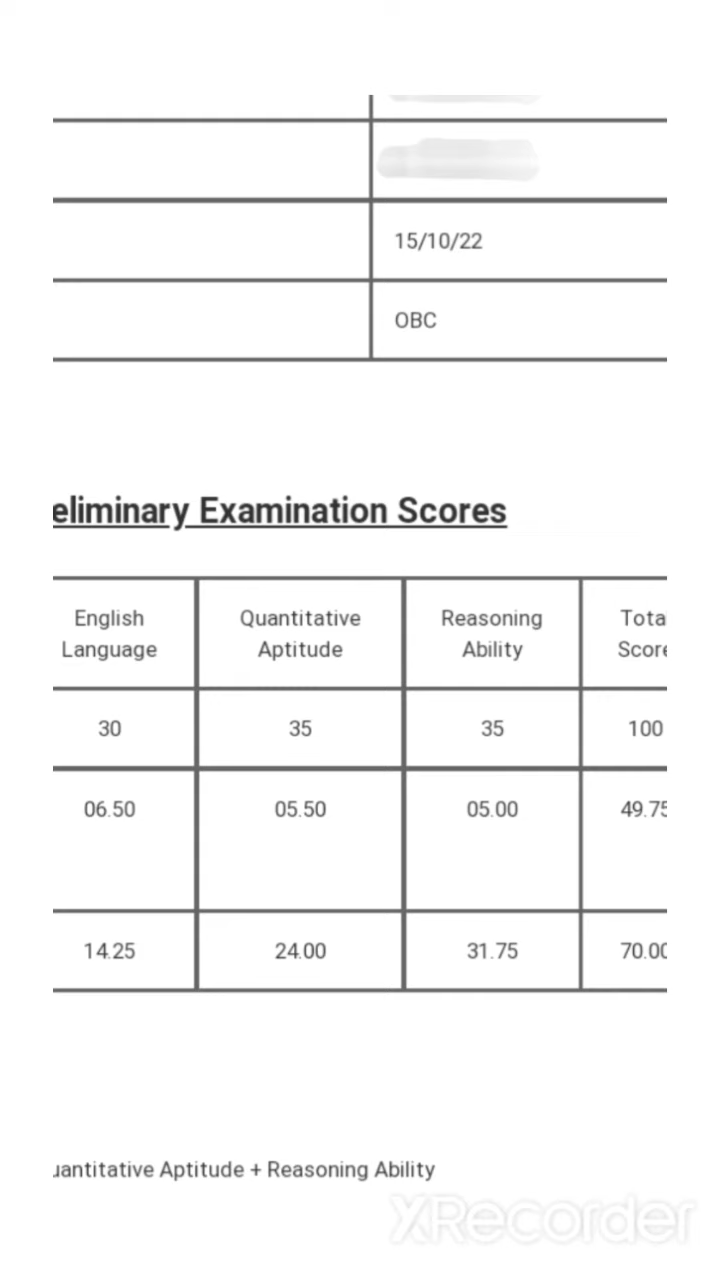 15/10/22
OBC
eliminary Examination Scores
English Quantitative Reasoning Tota
Language Aptitude Ability Score
30 35 35 100
06.50 05.50 05.00 49.75
14.25 24.00 31.75 70.00
uantitative Aptitude + Reasoning Ability
XRecorder